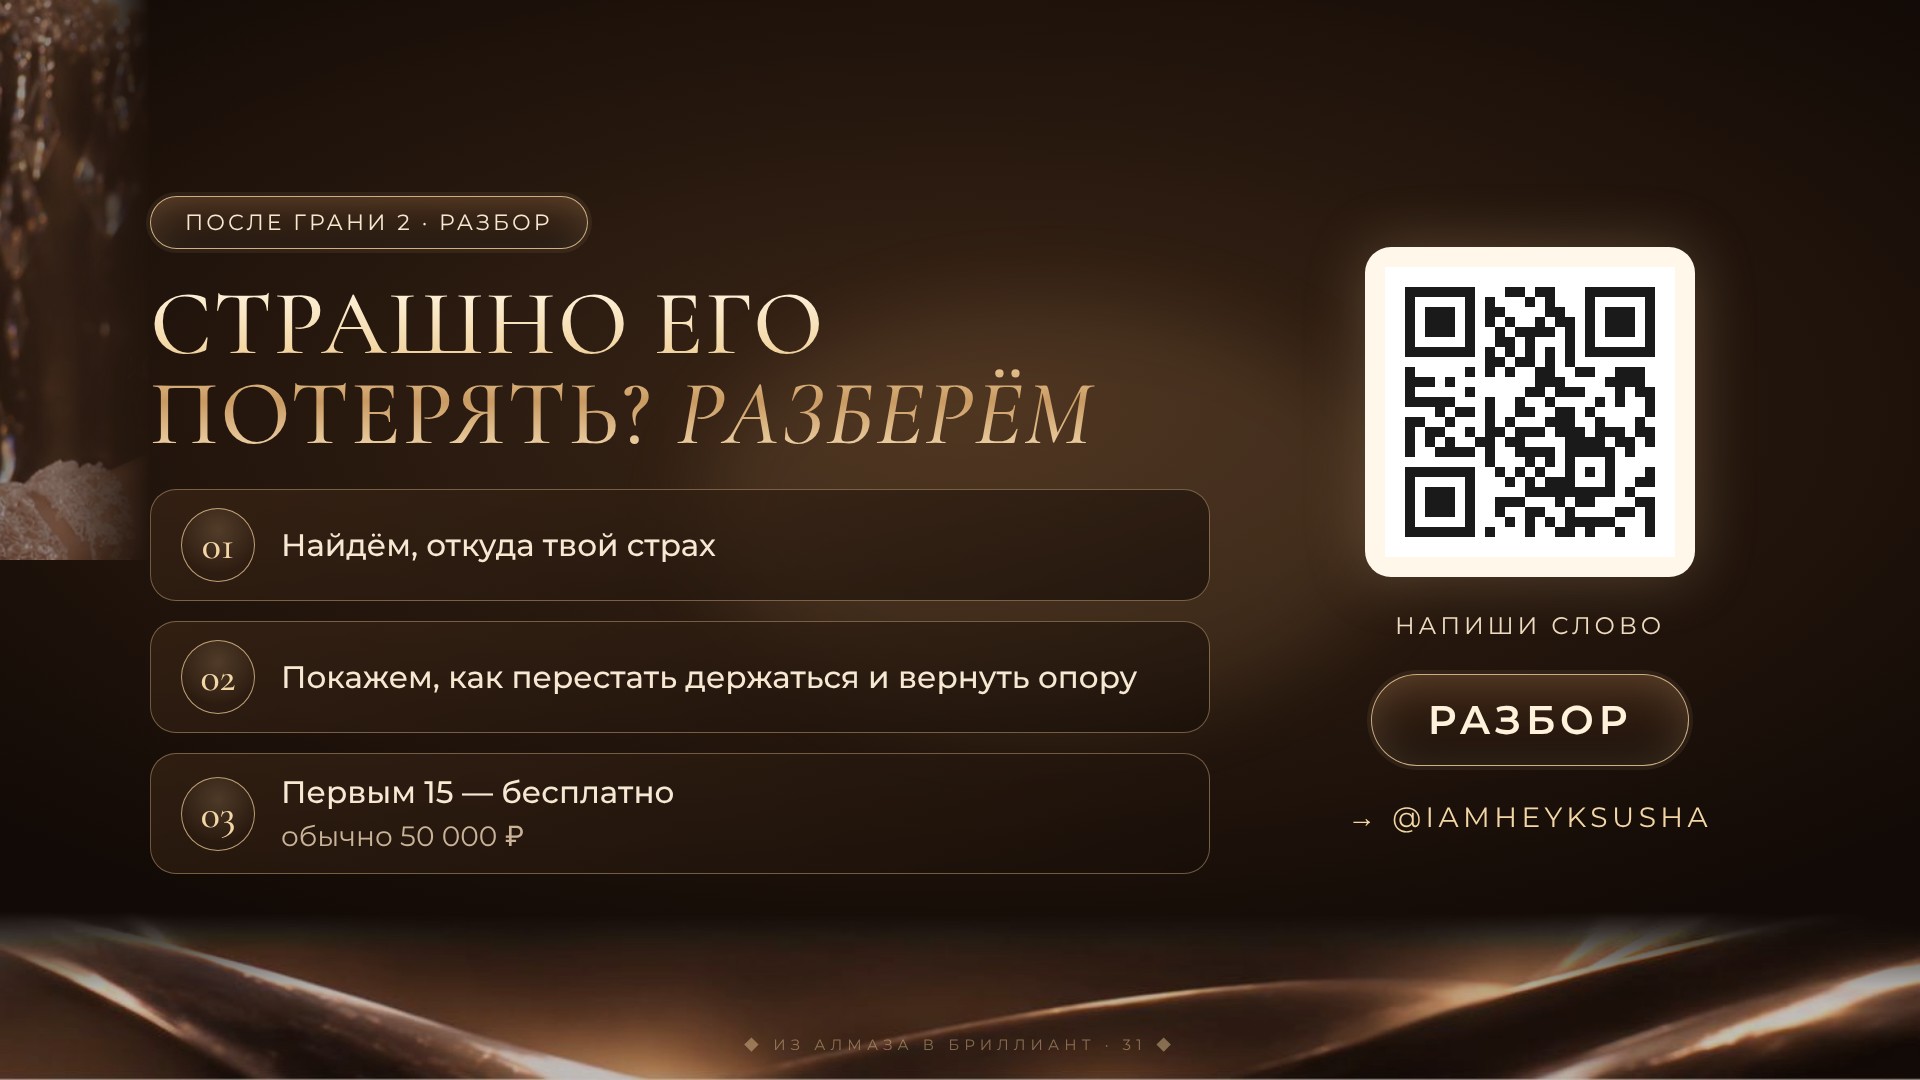 ПОСЛЕ ГРАНИ 2 · РАЗБОР
СТРАШНО ЕГО
ПОТЕРЯТЬ? РАЗБЕРЁМ
01 Найдём, откуда твой страх
02 Покажем, как перестать держаться и вернуть опору
03 Первым 15 — бесплатно
обычно 50 000 ₽
НАПИШИ СЛОВО
РАЗБОР
→ @IAMHEYKSUSHA
◆ ИЗ АЛМАЗА В БРИЛЛИАНТ · 31 ◆